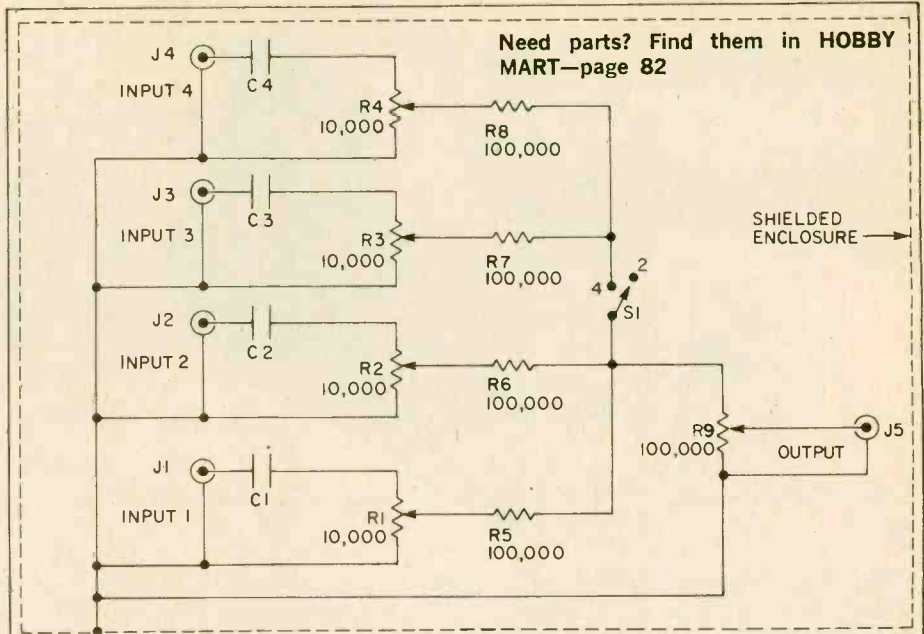 Need parts? Find them in HOBBY
MART—page 82
J4
INPUT 4
C4
R4
10,000
R8
100,000
J3
INPUT 3
C3
R3
10,000
R7
100,000
SHIELDED
ENCLOSURE
4
2
S1
J2
INPUT 2
C2
R2
10,000
R6
100,000
R9
100,000
J5
OUTPUT
J1
INPUT 1
C1
R1
10,000
R5
100,000